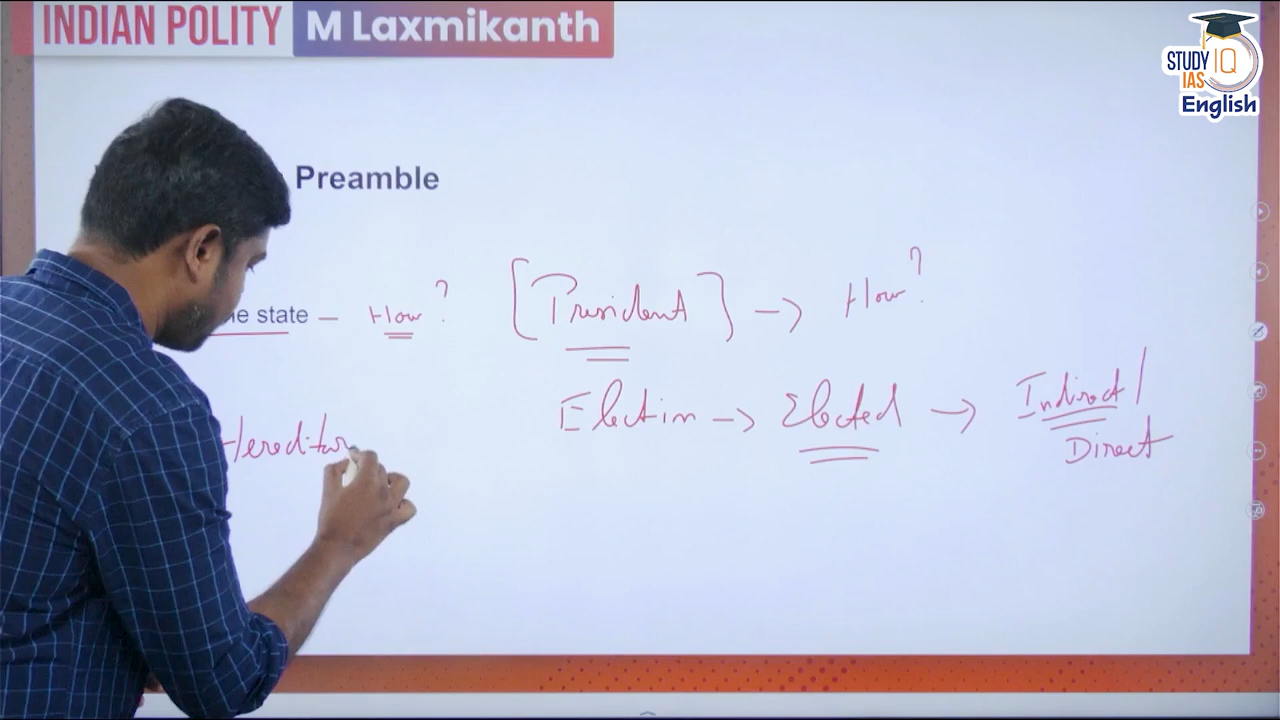 INDIAN POLITY M Laxmikanth
STUDY IQ
IAS
English
Preamble
he state – How? [President] → How?
Election → Elected → Indirect/
Direct
Hereditar